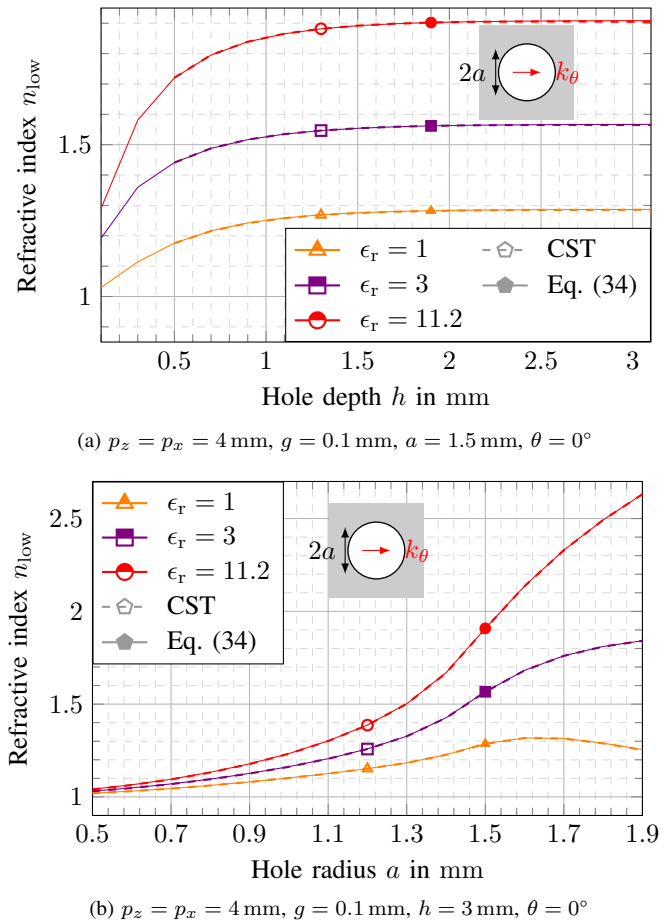 Refractive index n_low
1.5
1
0.5 1 1.5 2 2.5 3
Hole depth h in mm
2a
k_θ
ϵ_r = 1
ϵ_r = 3
ϵ_r = 11.2
CST
Eq. (34)
(a) p_z = p_x = 4 mm, g = 0.1 mm, a = 1.5 mm, θ = 0°
Refractive index n_low
2.5
2
1.5
1
0.5 0.7 0.9 1.1 1.3 1.5 1.7 1.9
Hole radius a in mm
ϵ_r = 1
ϵ_r = 3
ϵ_r = 11.2
CST
Eq. (34)
2a
k_θ
(b) p_z = p_x = 4 mm, g = 0.1 mm, h = 3 mm, θ = 0°